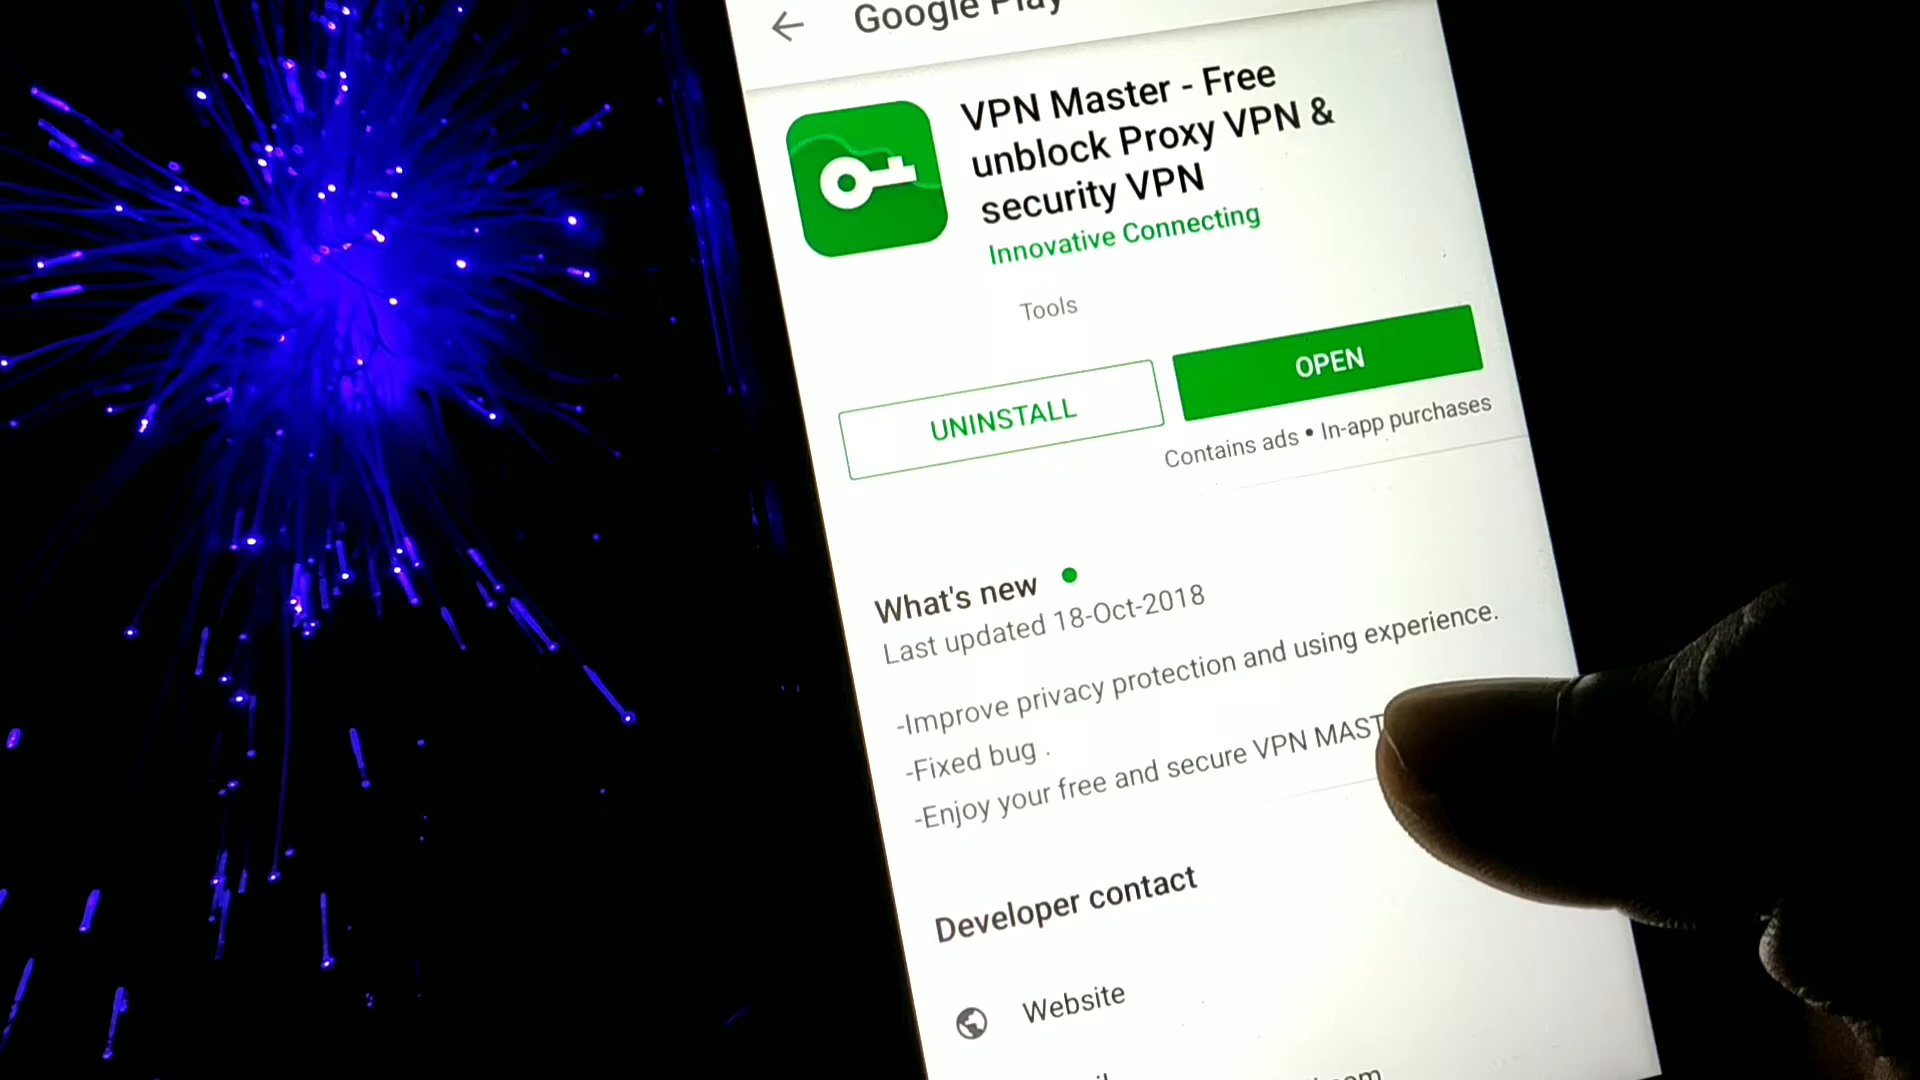 Google Play
VPN Master - Free
unblock Proxy VPN &
security VPN
Innovative Connecting
Tools
UNINSTALL
OPEN
Contains ads • In-app purchases
What's new
Last updated 18-Oct-2018
-Improve privacy protection and using experience.
-Fixed bug .
-Enjoy your free and secure VPN MAST
Developer contact
Website